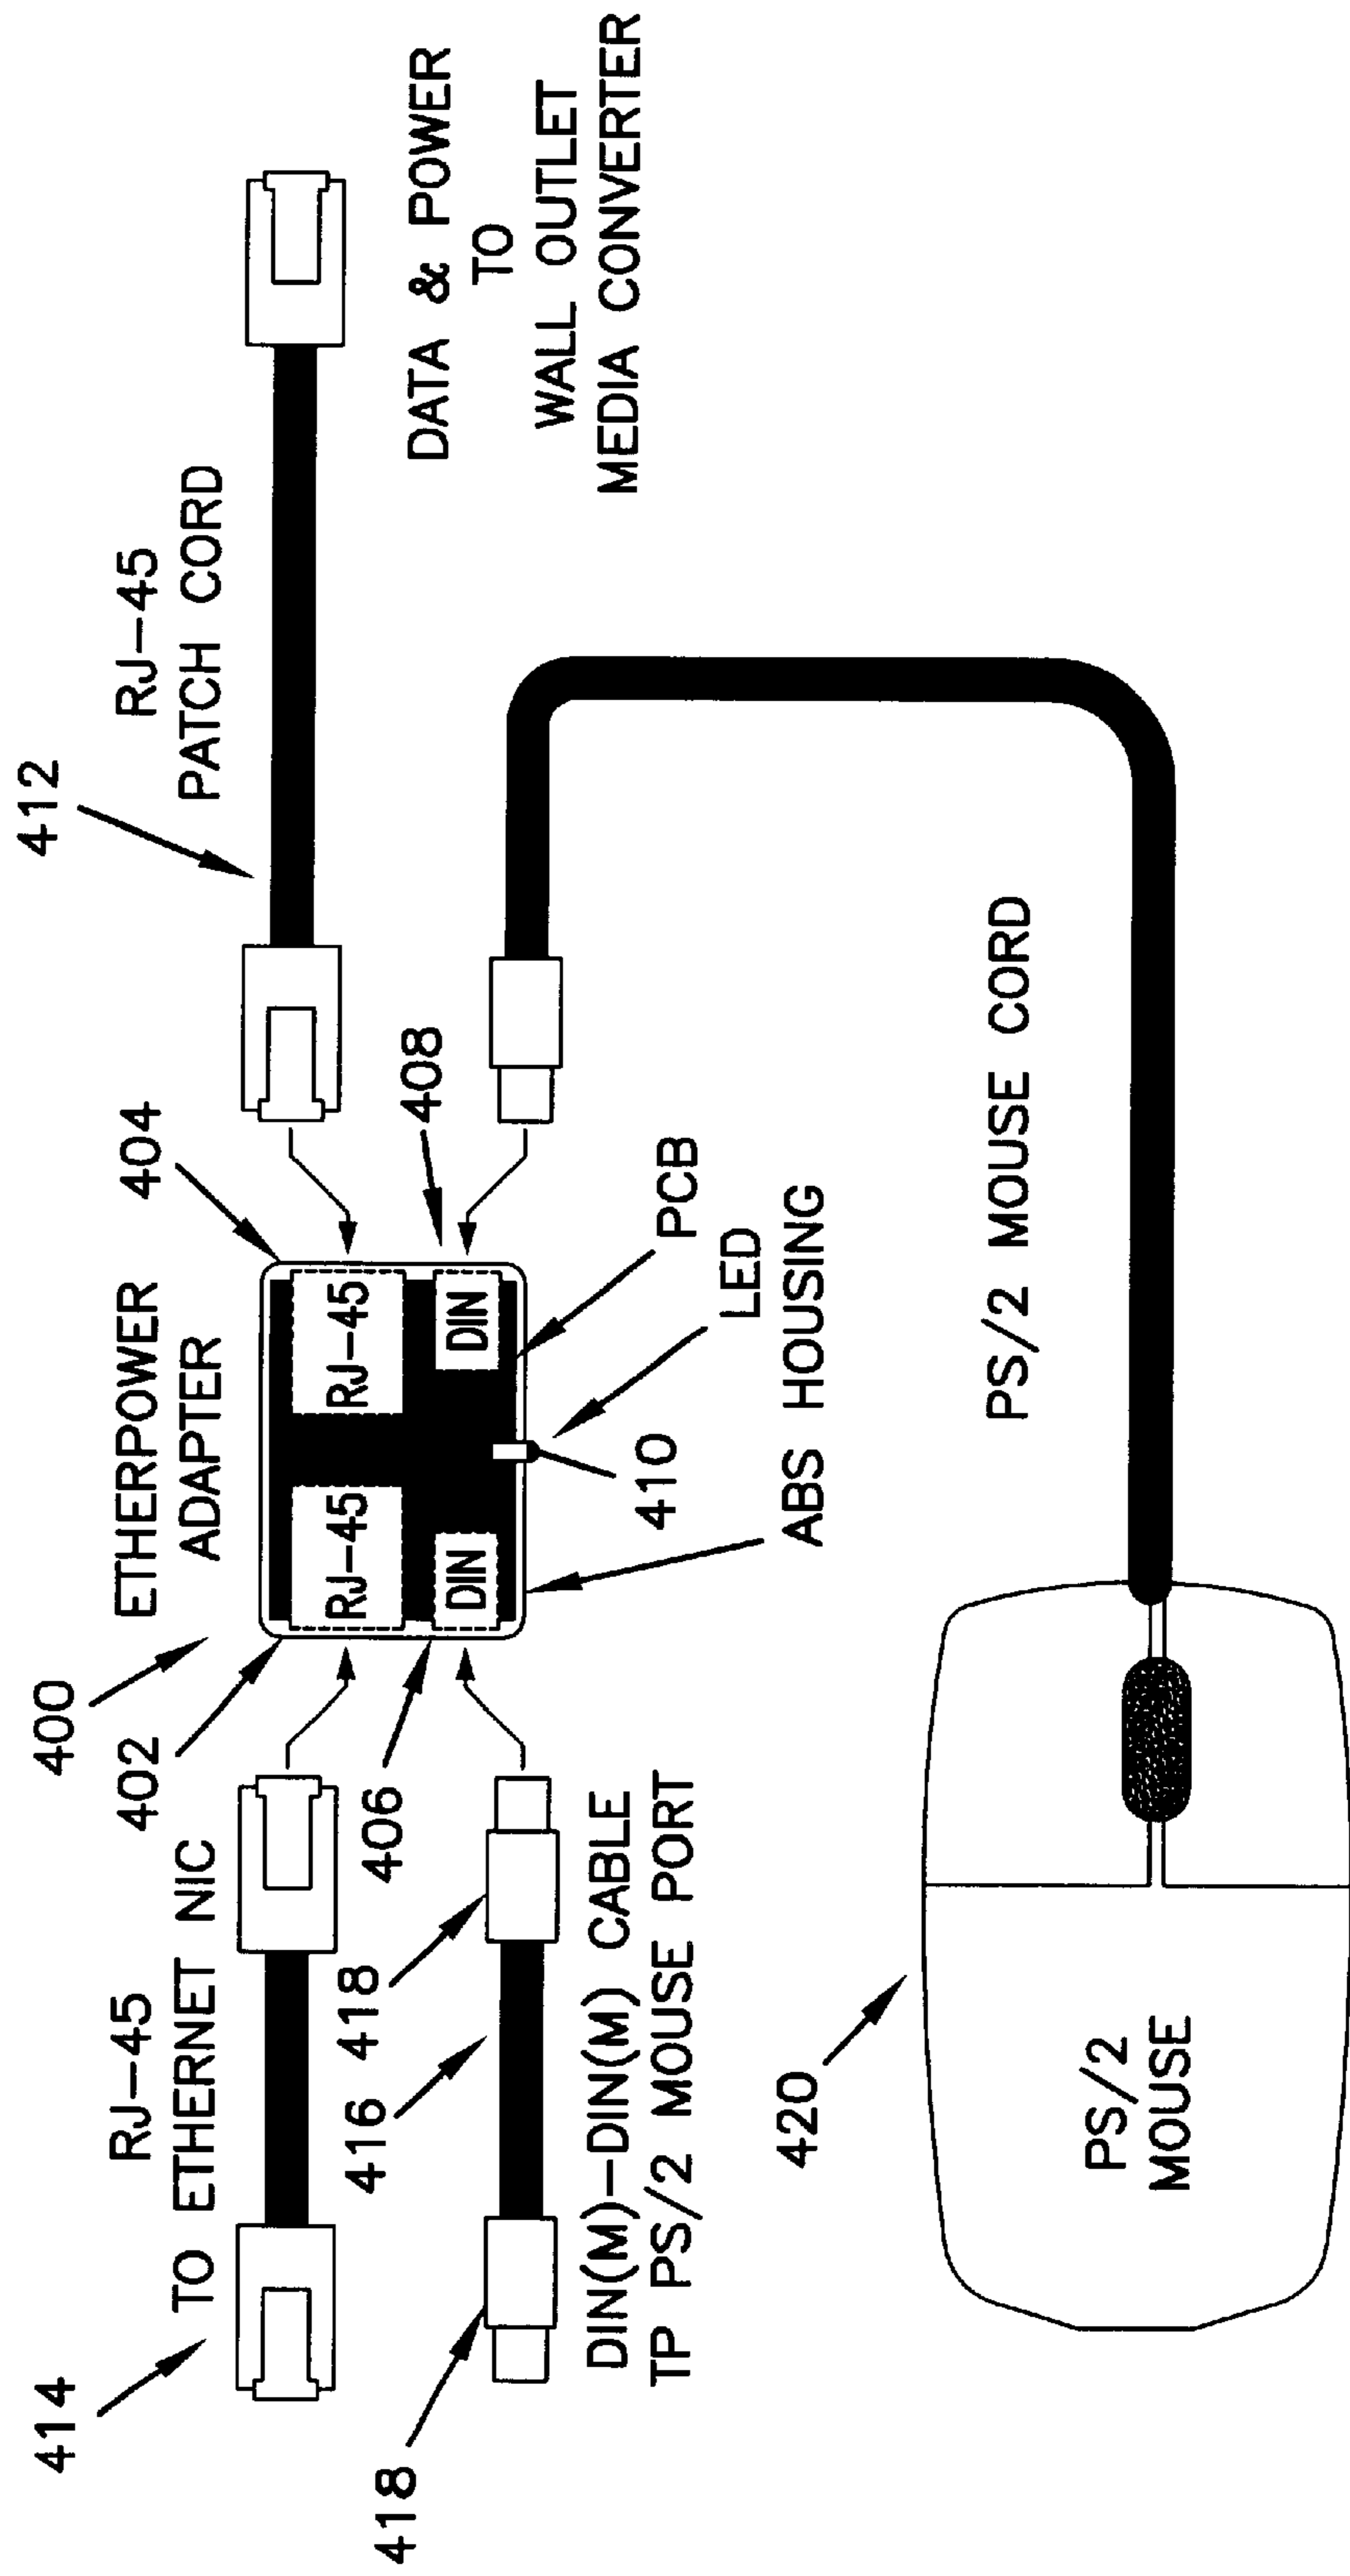 414
RJ-45
TO ETHERNET NIC
400
402
ETHERPOWER
ADAPTER
404
412
RJ-45
PATCH CORD
RJ-45
RJ-45
DIN
DIN
406
408
418
416
418
DIN(M)-DIN(M) CABLE
TP PS/2 MOUSE PORT
410
PCB
LED
ABS HOUSING
DATA & POWER
TO
WALL OUTLET
MEDIA CONVERTER
420
PS/2
MOUSE
PS/2 MOUSE CORD